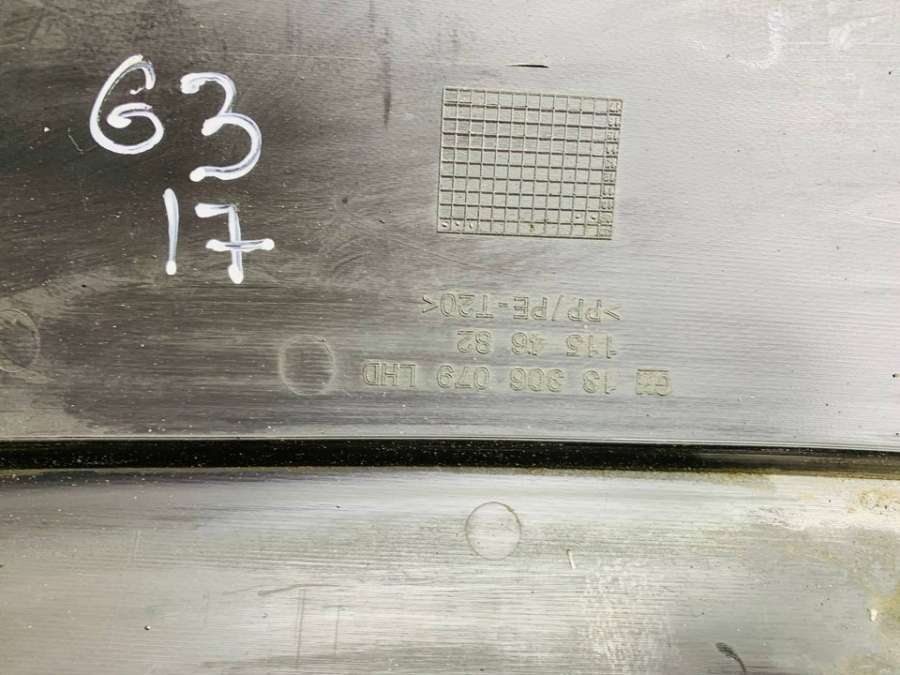 G3
17
GM 13 306 079 LHD
115 46 82
>PP/PE-T20<